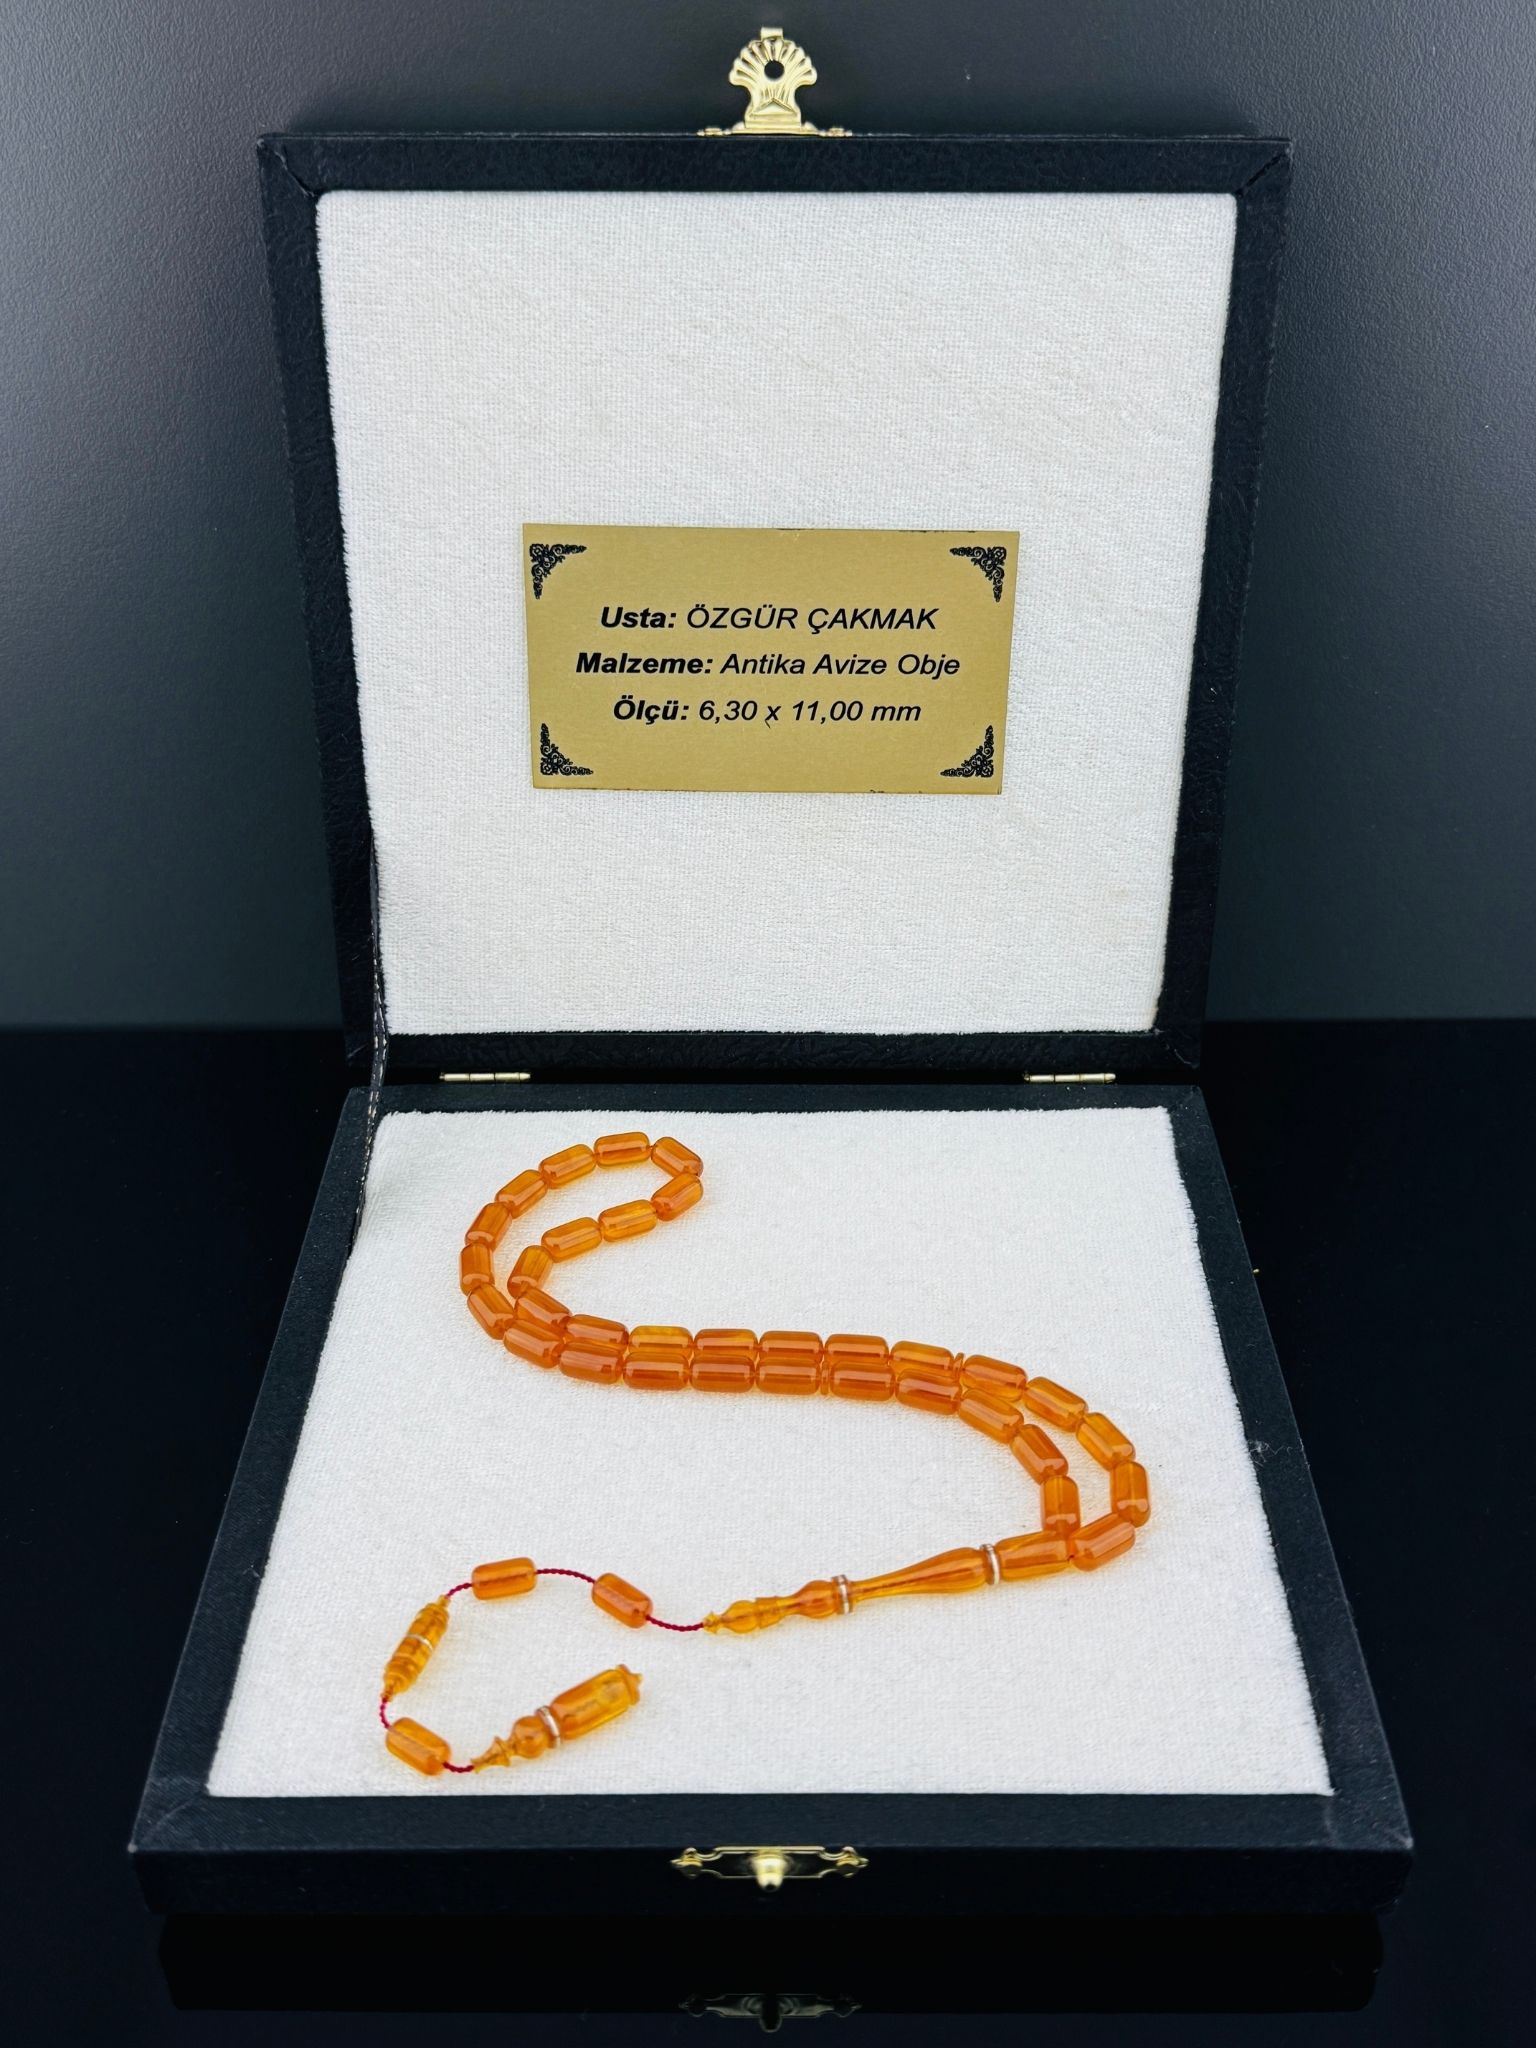 Usta: ÖZGÜR ÇAKMAK
Malzeme: Antika Avize Obje
Ölçü: 6,30 x 11,00 mm